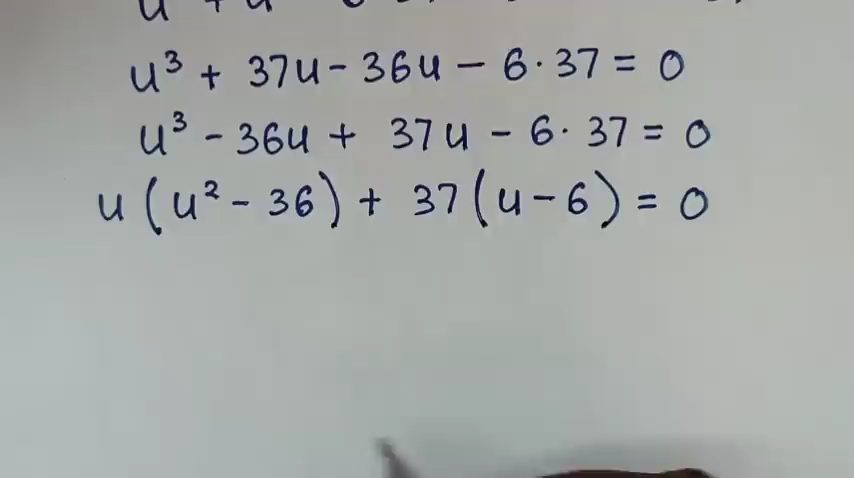 u³ + 37u - 36u - 6·37 = 0
u³ - 36u + 37u - 6·37 = 0
u(u² - 36) + 37(u - 6) = 0